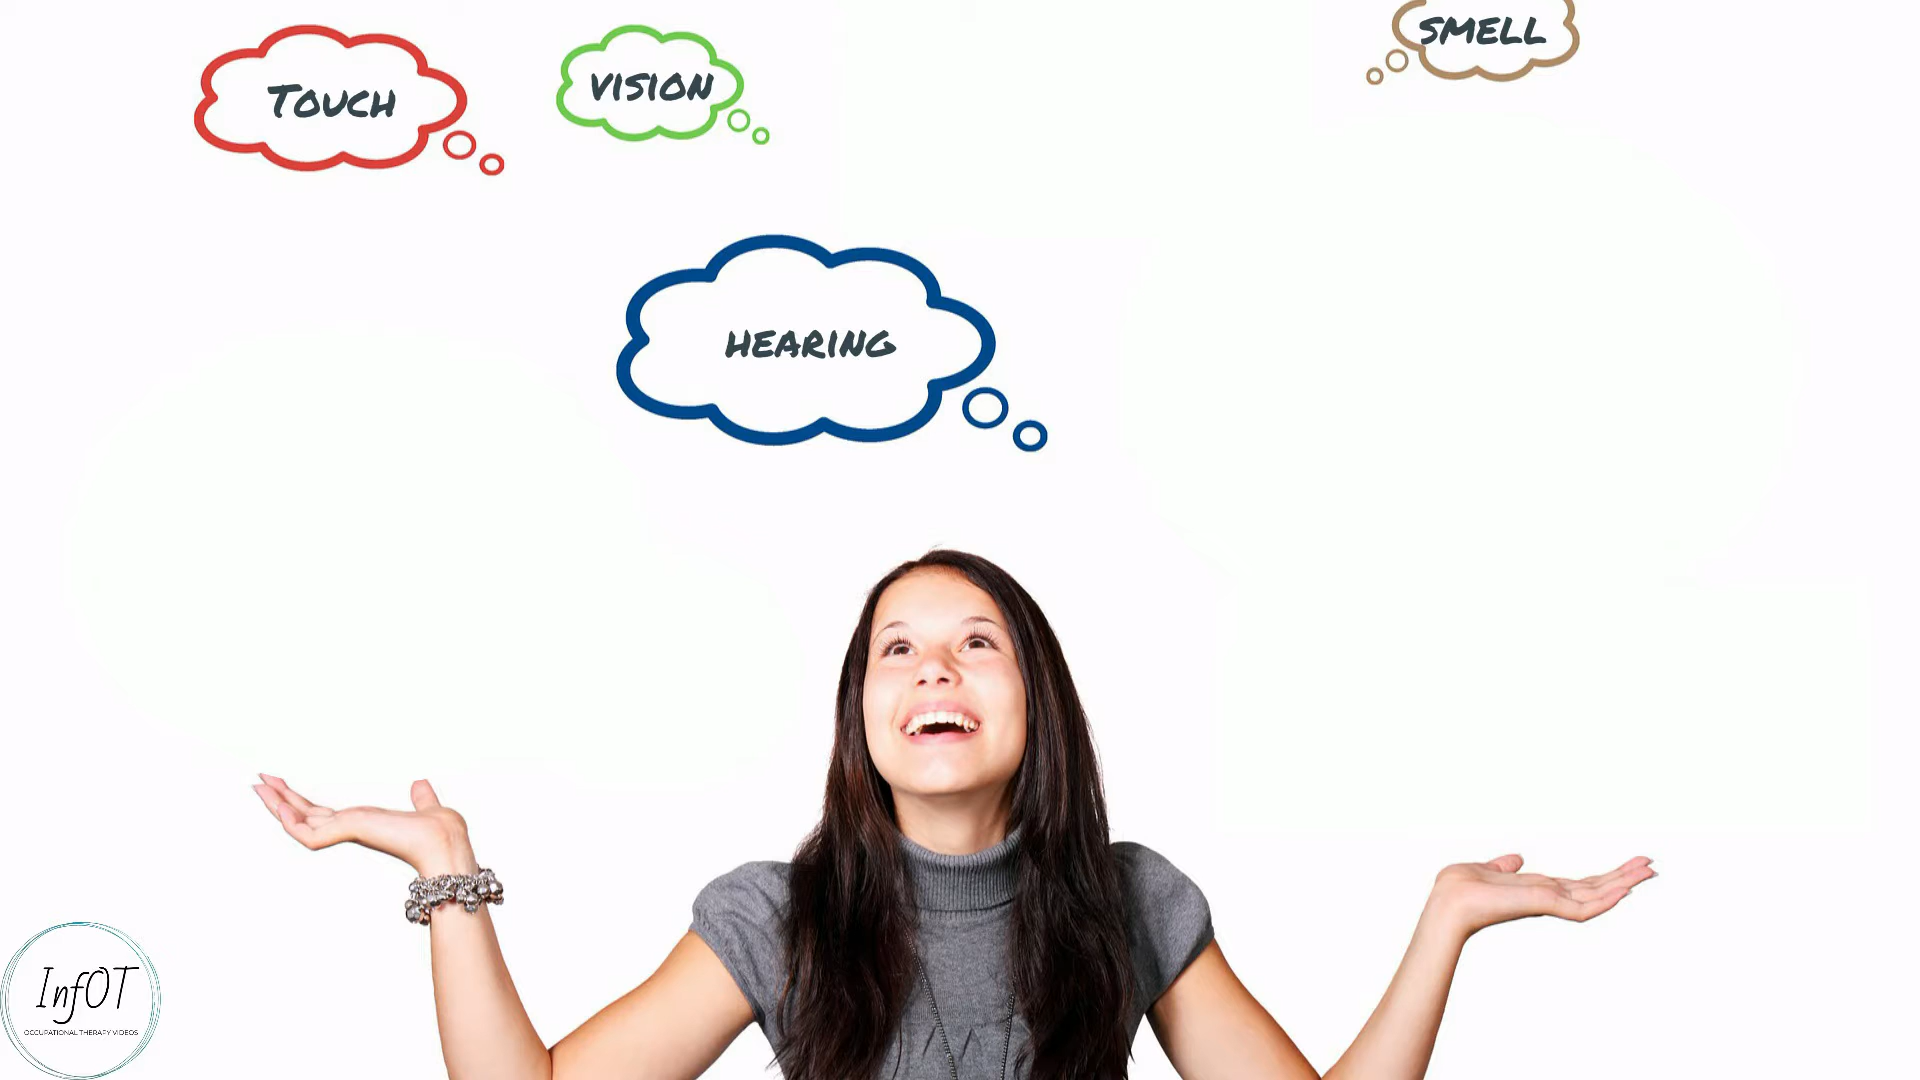 TOUCH
VISION
SMELL
HEARING
InfOT
OCCUPATIONAL THERAPY VIDEOS